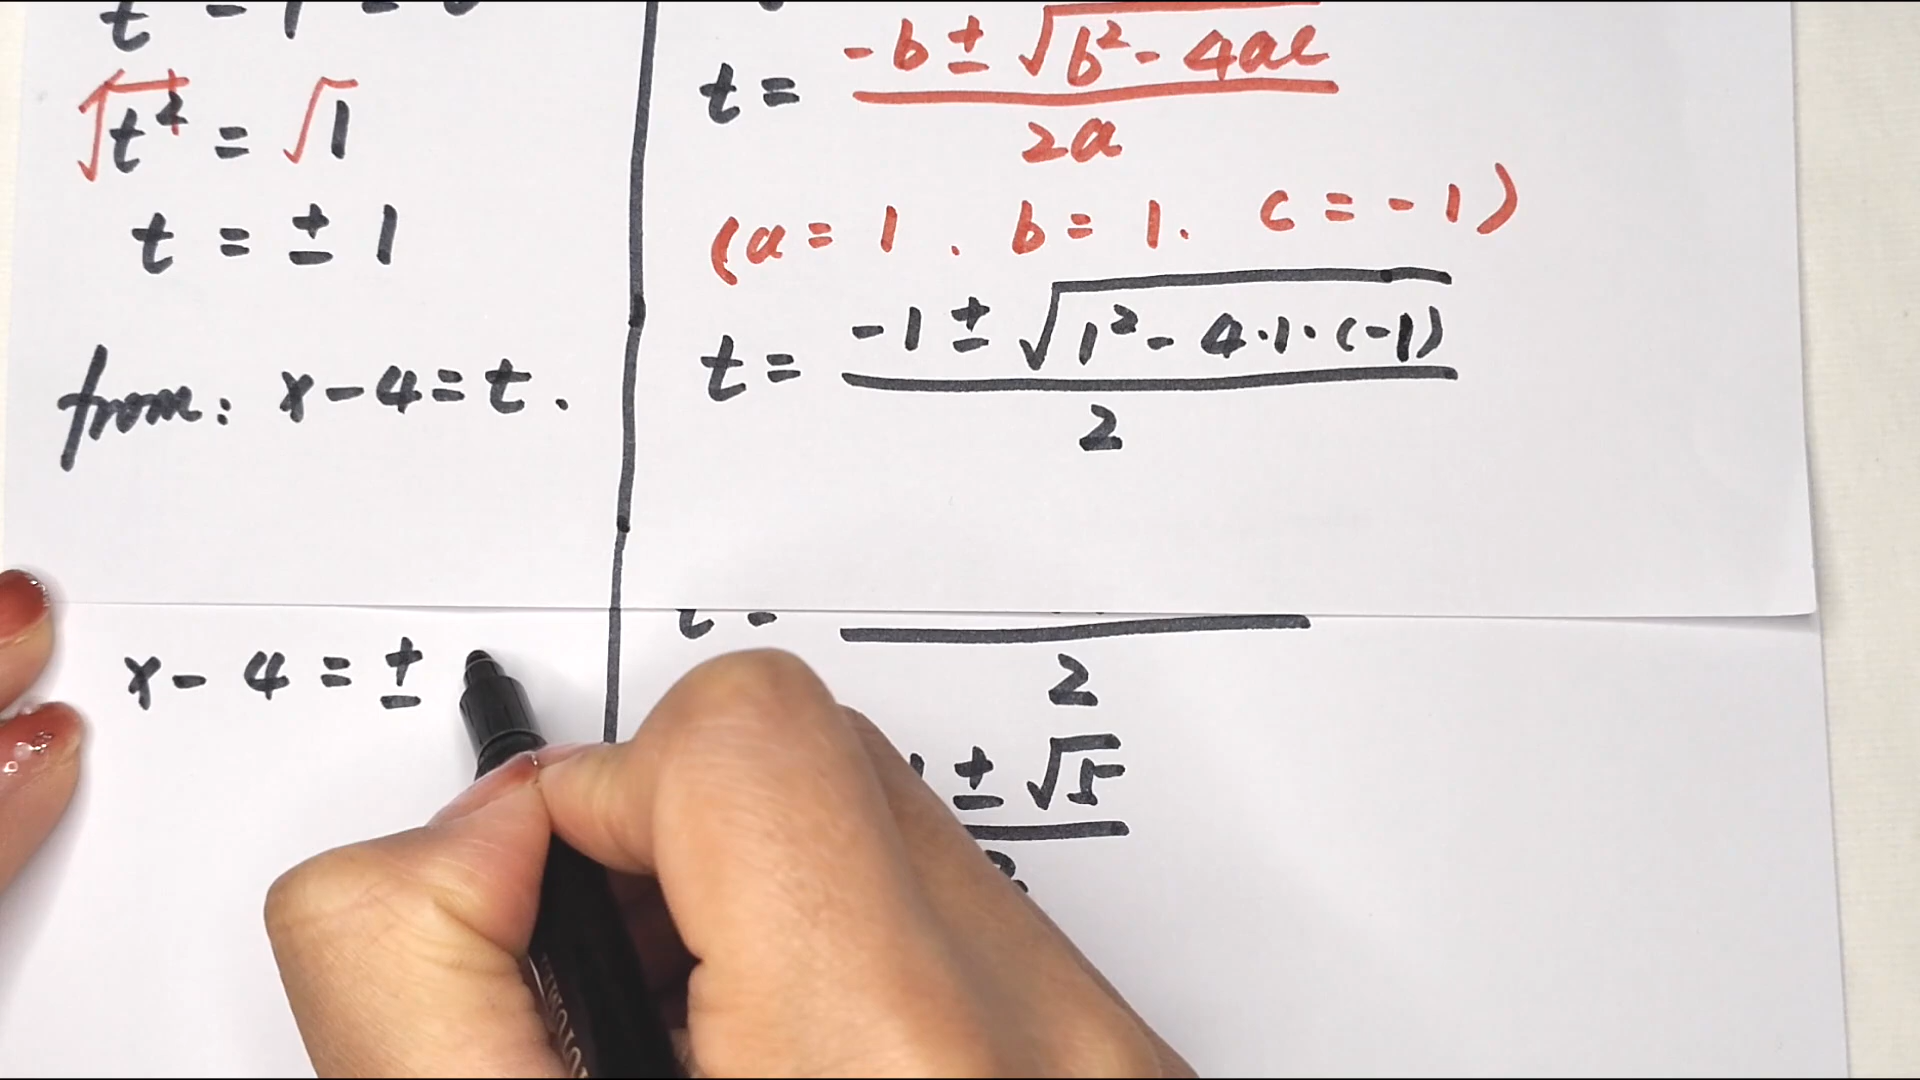 √t² = √1
t = ± 1
from: x-4=t.
x - 4 = ±
t = -b ± √b² - 4ac
2a
(a = 1 . b = 1. c = -1)
t = -1 ± √1² - 4·1·(-1)
2
2
± √5